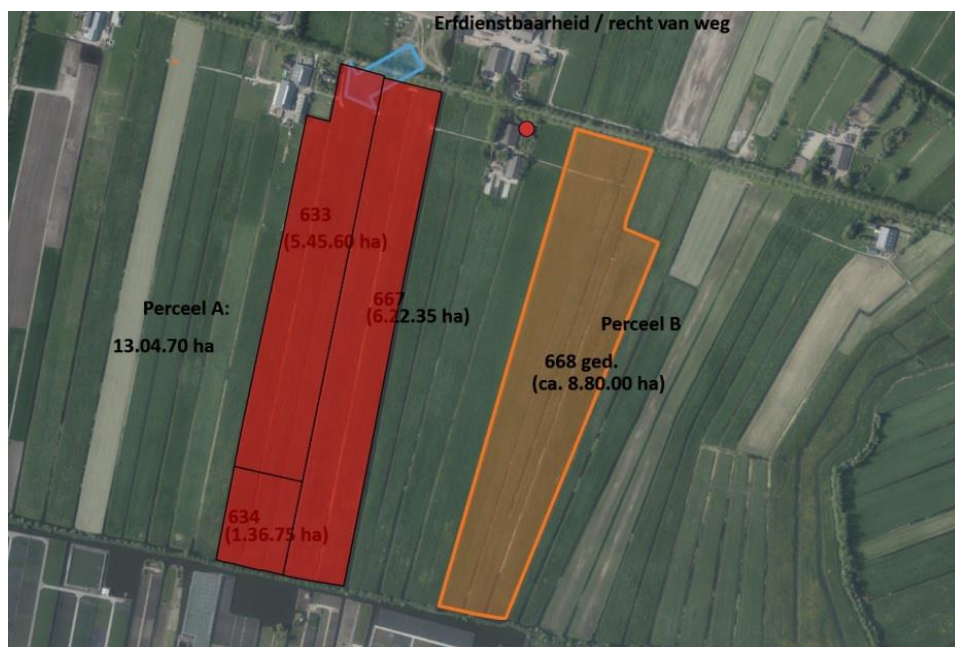 Erfdienstbaarheid / recht van weg
633
(5.45.60 ha)
667
(6.22.35 ha)
Perceel A:
13.04.70 ha
Perceel B
668 ged.
(ca. 8.80.00 ha)
634
(1.36.75 ha)